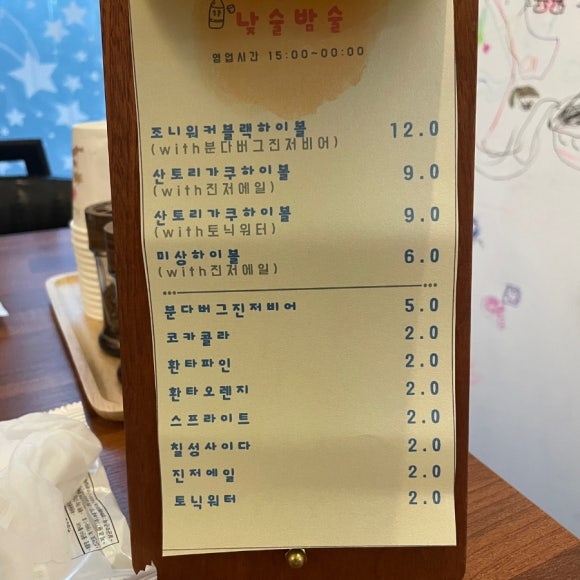 낮술밤술
영업시간 15:00~00:00
조니워커블랙하이볼 12.0
(with분다버그진저비어)
산토리가쿠하이볼 9.0
(with진저에일)
산토리가쿠하이볼 9.0
(with토닉워터)
미상하이볼 6.0
(with진저에일)
분다버그진저비어 5.0
코카콜라 2.0
환타파인 2.0
환타오렌지 2.0
스프라이트 2.0
칠성사이다 2.0
진저에일 2.0
토닉워터 2.0